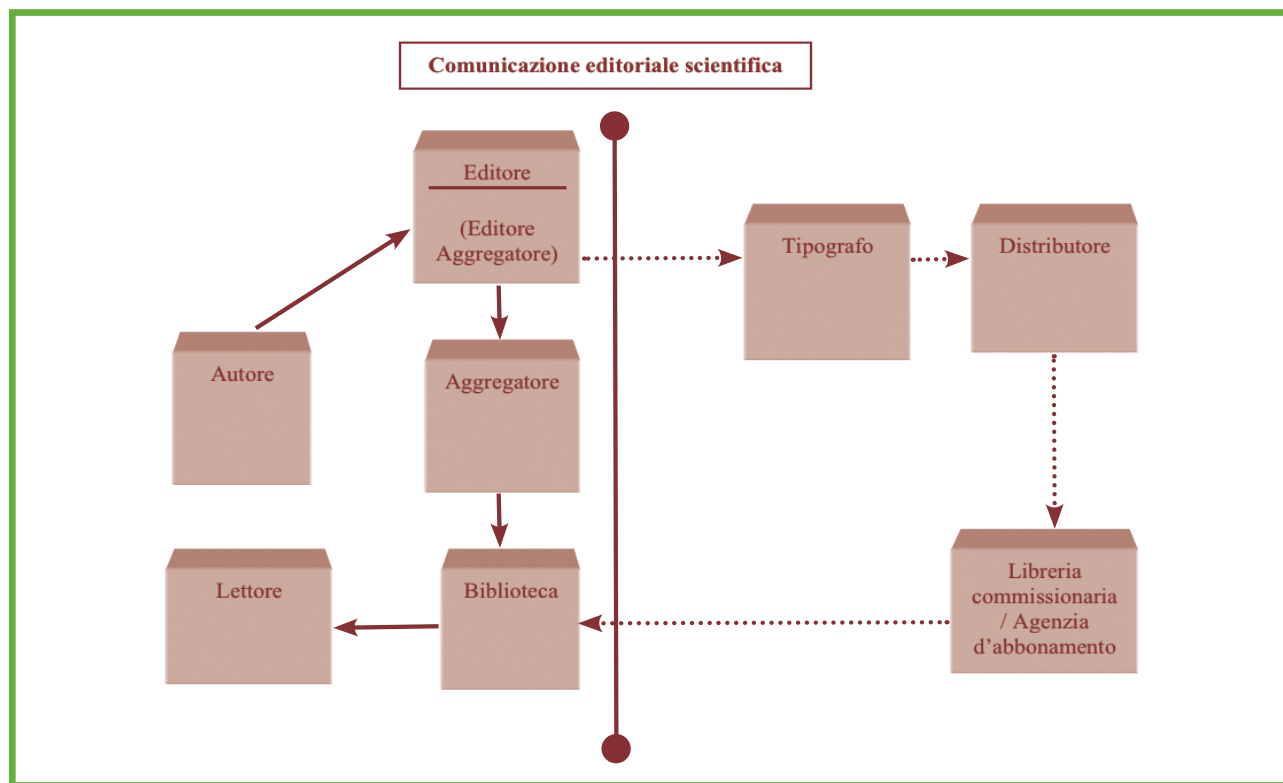 Comunicazione editoriale scientifica
Editore
(Editore
Aggregatore)
Tipografo
Distributore
Autore
Aggregatore
Lettore
Biblioteca
Libreria
commissionaria
/ Agenzia
d’abbonamento